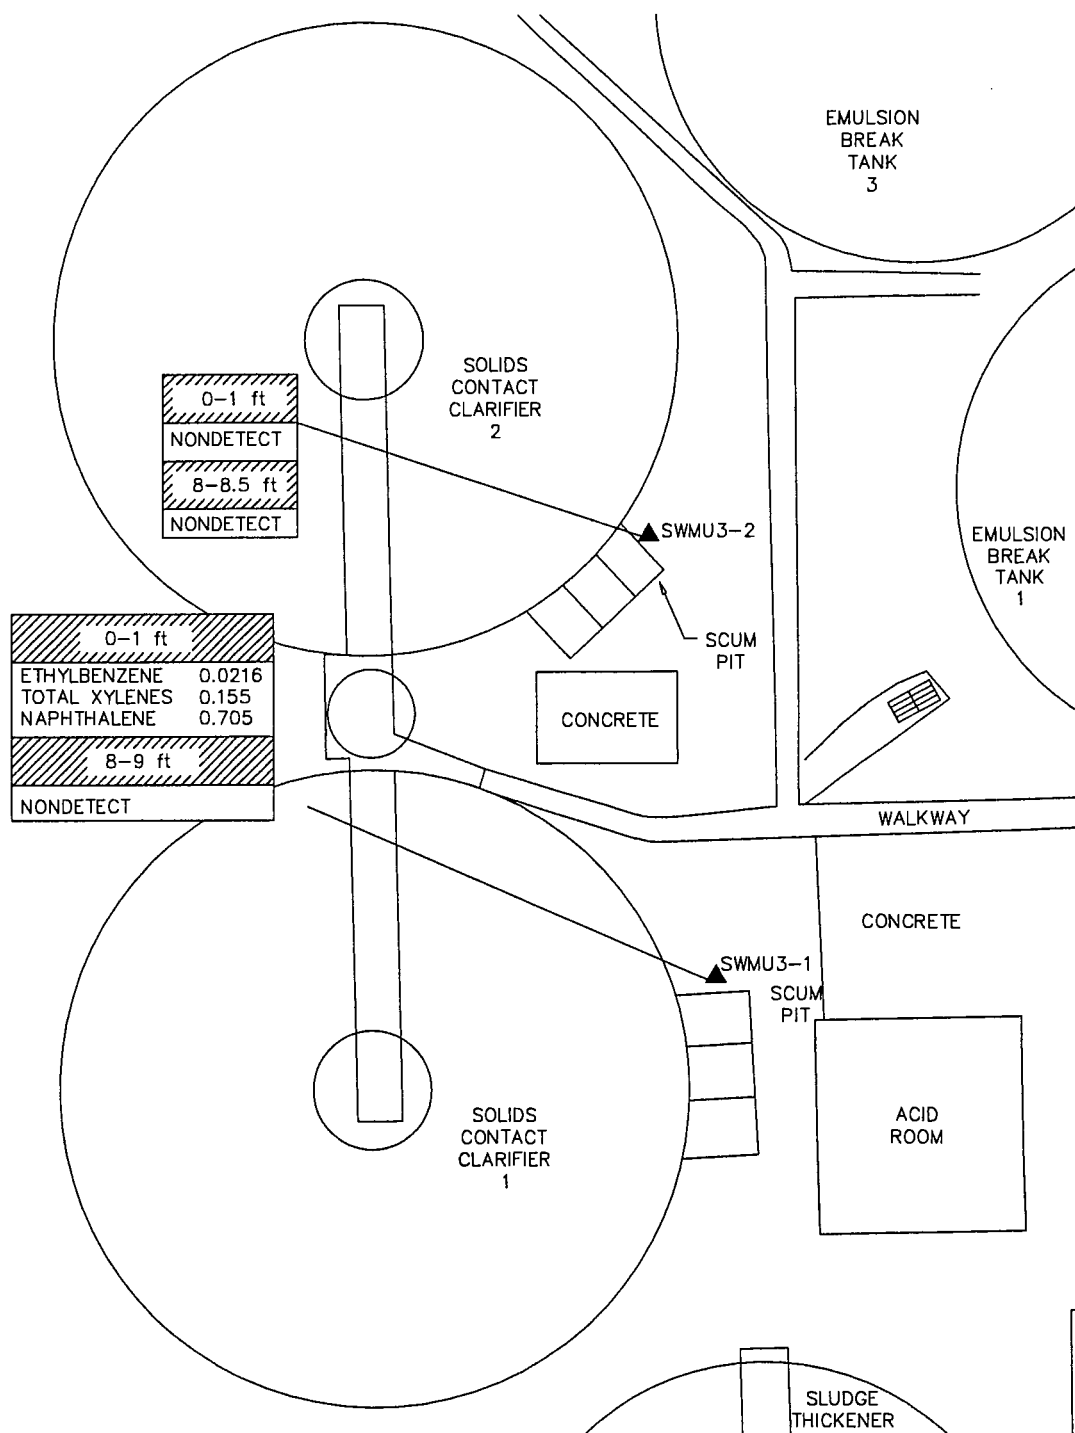 EMULSION
BREAK
TANK
3
SOLIDS
CONTACT
CLARIFIER
2
0-1 ft
NONDETECT
8-8.5 ft
NONDETECT
SWMU3-2
EMULSION
BREAK
TANK
1
SCUM
PIT
0-1 ft
ETHYLBENZENE 0.0216
TOTAL XYLENES 0.155
NAPHTHALENE 0.705
8-9 ft
NONDETECT
CONCRETE
WALKWAY
CONCRETE
SWMU3-1
SCUM
PIT
SOLIDS
CONTACT
CLARIFIER
1
ACID
ROOM
SLUDGE
THICKENER